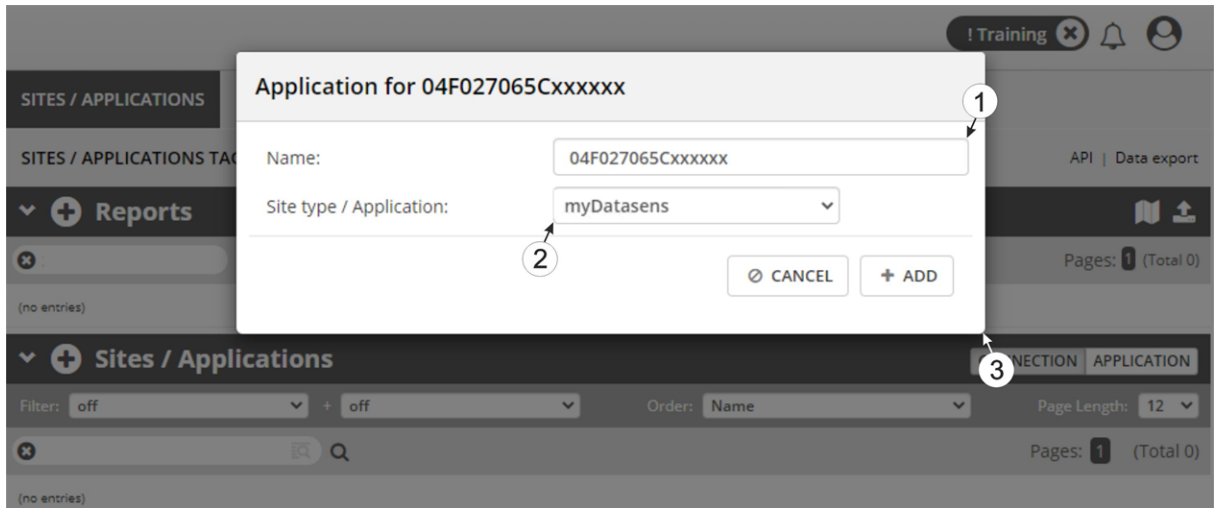 ! Training
Application for 04F027065Cxxxxxx
1
SITES / APPLICATIONS
SITES / APPLICATIONS
Name: 04F027065Cxxxxxx
API | Data export
Site type / Application: myDatasens
Reports
2
CANCEL + ADD
Pages: 1 (Total 0)
(no entries)
Sites / Applications
3
APPLICATION
Filter: off + off Order: Name Page Length: 12
Pages: 1 (Total 0)
(no entries)